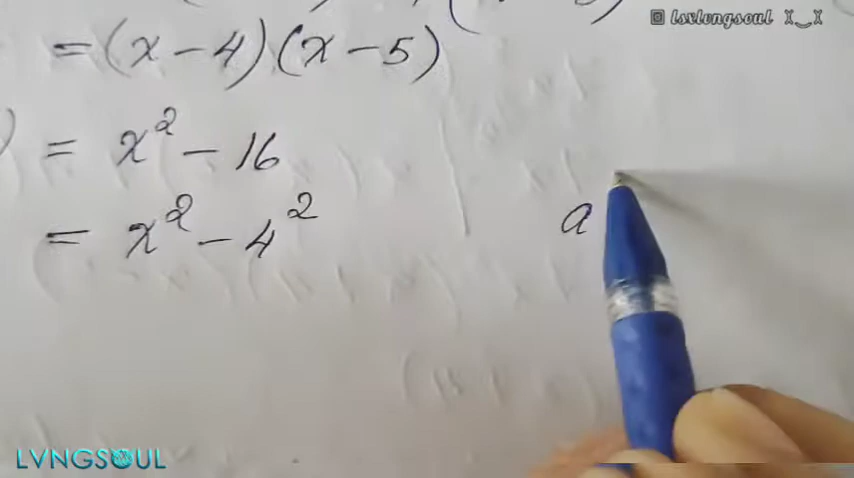 lsxlongsoul X‿X
= (x - 4) (x - 5)
) = x² - 16
= x² - 4²
a
LVNGSOUL